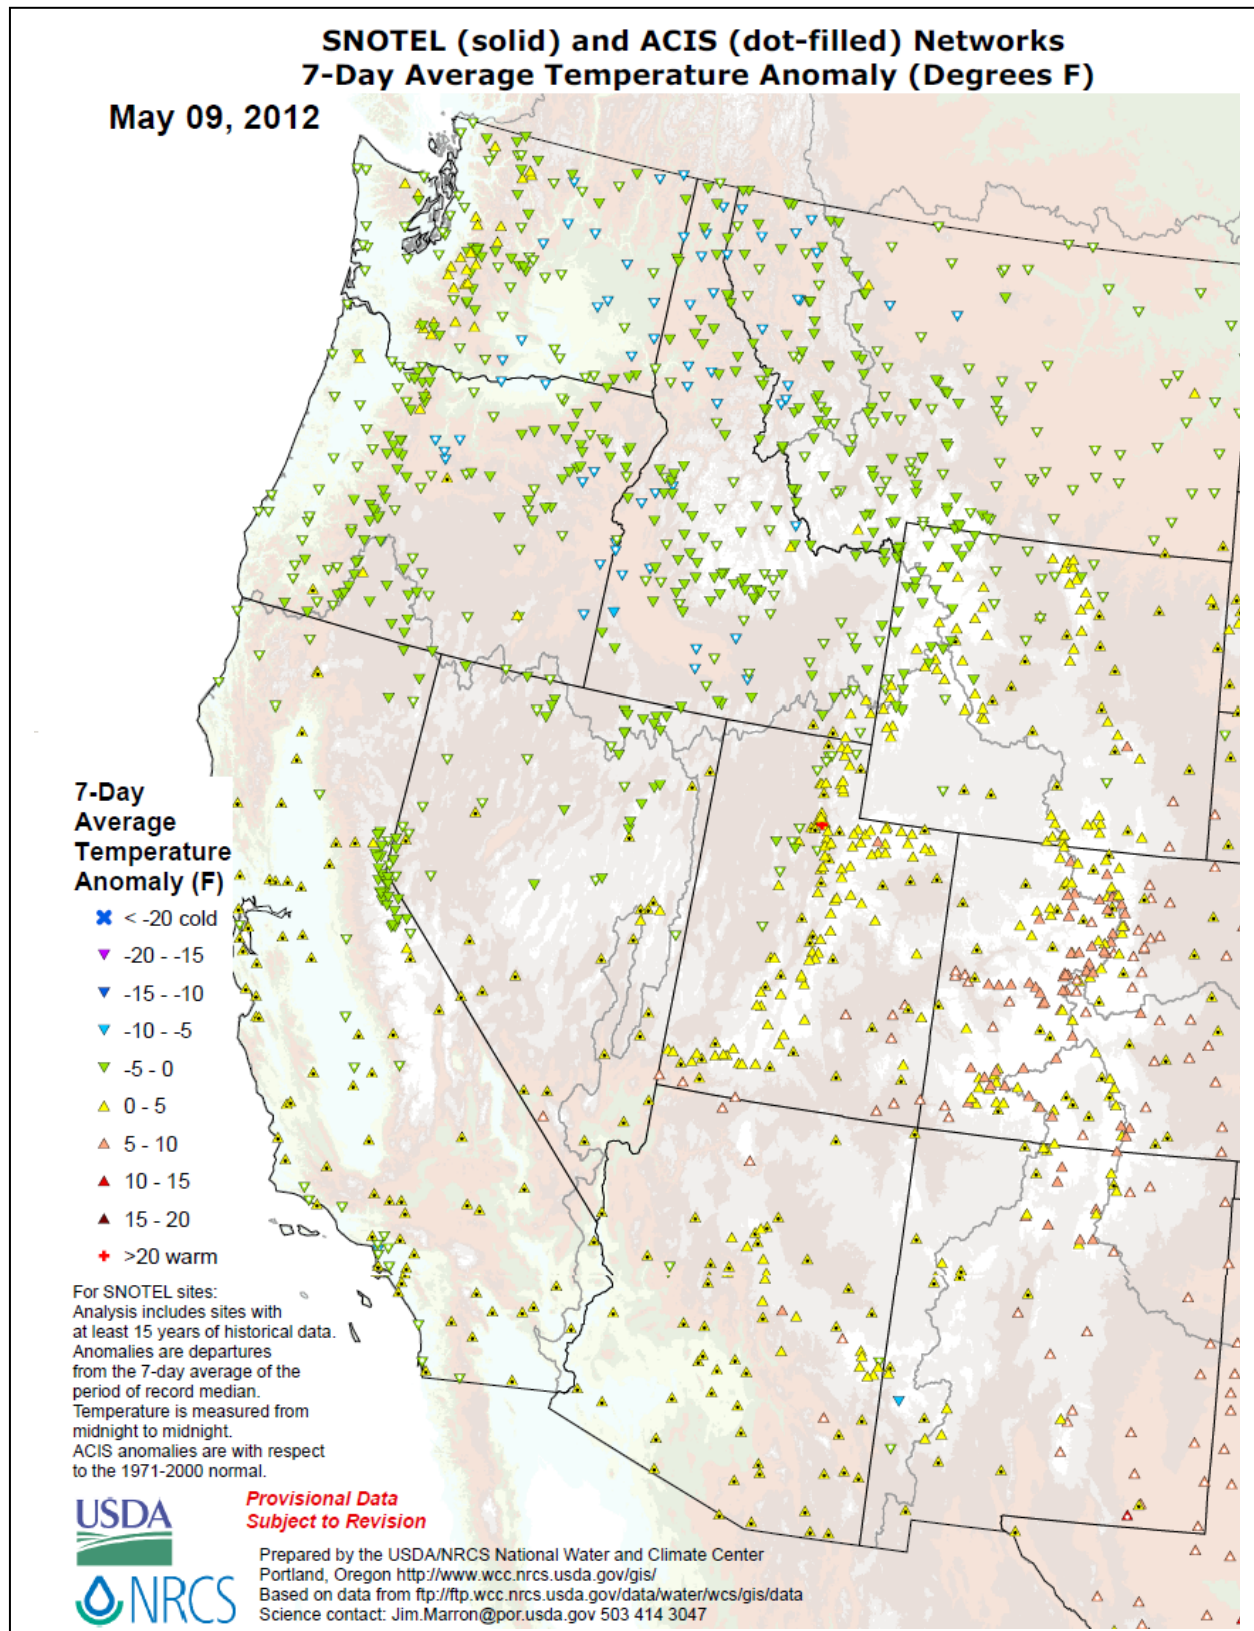 SNOTEL (solid) and ACIS (dot-filled) Networks
7-Day Average Temperature Anomaly (Degrees F)
May 09, 2012
7-Day
Average
Temperature
Anomaly (F)
< -20 cold
-20 - -15
-15 - -10
-10 - -5
-5 - 0
0 - 5
5 - 10
10 - 15
15 - 20
>20 warm
For SNOTEL sites:
Analysis includes sites with
at least 15 years of historical data.
Anomalies are departures
from the 7-day average of the
period of record median.
Temperature is measured from
midnight to midnight.
ACIS anomalies are with respect
to the 1971-2000 normal.
USDA
NRCS
Provisional Data
Subject to Revision
Prepared by the USDA/NRCS National Water and Climate Center
Portland, Oregon http://www.wcc.nrcs.usda.gov/gis/
Based on data from ftp://ftp.wcc.nrcs.usda.gov/data/water/wcs/gis/data
Science contact: Jim.Marron@por.usda.gov 503 414 3047